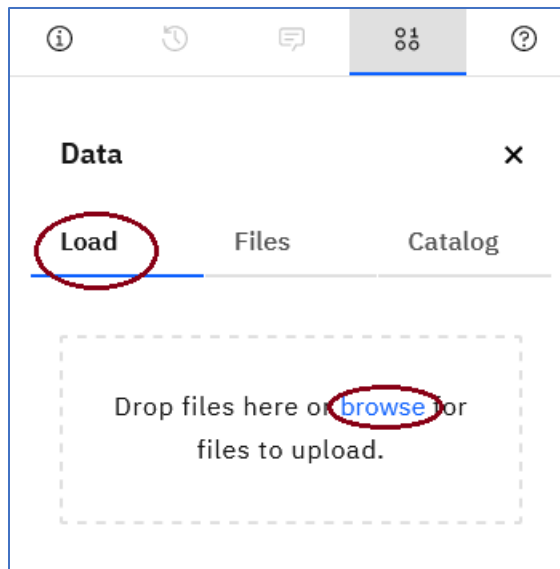 Data
Load Files Catalog
Drop files here or browse for
files to upload.